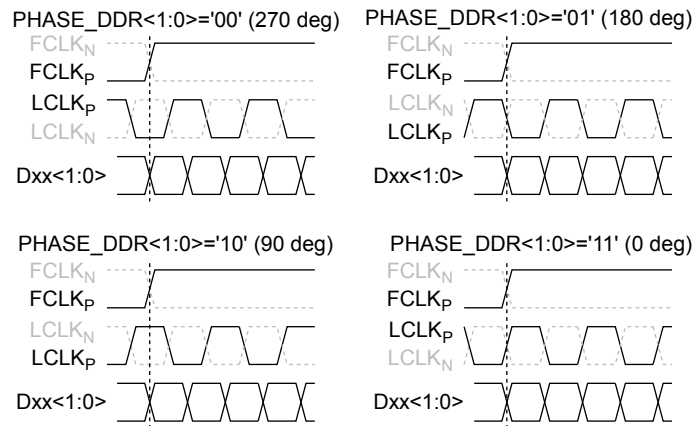 PHASE_DDR<1:0>='00' (270 deg)
FCLKN
FCLKP
LCLKP
LCLKN
Dxx<1:0>
PHASE_DDR<1:0>='01' (180 deg)
FCLKN
FCLKP
LCLKN
LCLKP
Dxx<1:0>
PHASE_DDR<1:0>='10' (90 deg)
FCLKN
FCLKP
LCLKN
LCLKP
Dxx<1:0>
PHASE_DDR<1:0>='11' (0 deg)
FCLKN
FCLKP
LCLKP
LCLKN
Dxx<1:0>